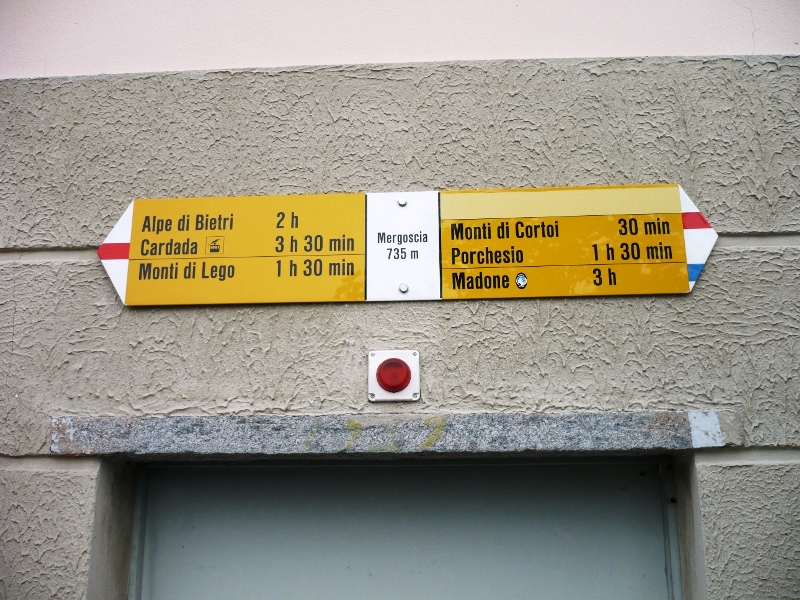 Alpe di Bietri 2 h
Cardada 3 h 30 min
Monti di Lego 1 h 30 min
Mergoscia
735 m
Monti di Cortoi 30 min
Porchesio 1 h 30 min
Madone 3 h